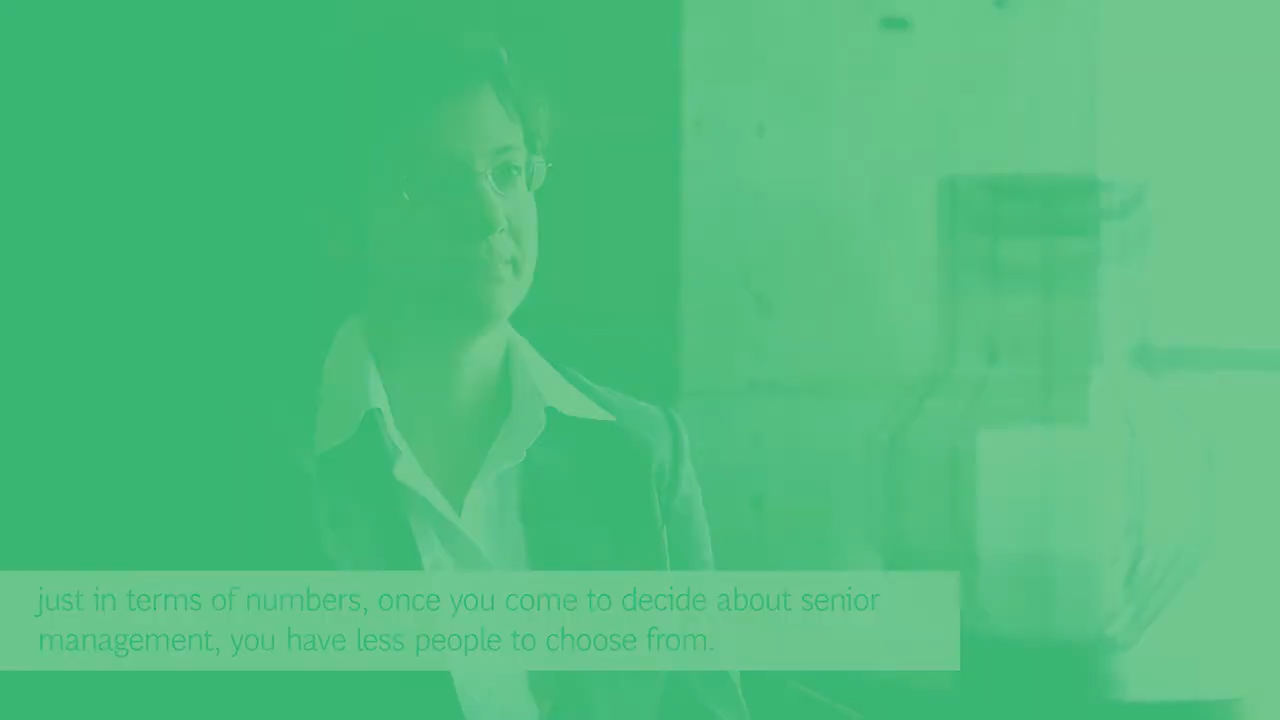 just in terms of numbers, once you come to decide about senior
management, you have less people to choose from.